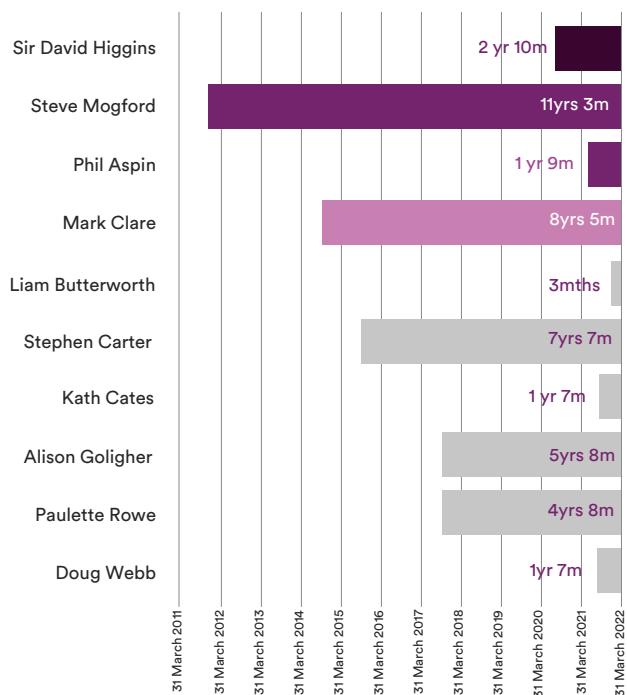 Sir David Higgins 2 yr 10m
Steve Mogford 11yrs 3m
Phil Aspin 1 yr 9m
Mark Clare 8yrs 5m
Liam Butterworth 3mths
Stephen Carter 7yrs 7m
Kath Cates 1 yr 7m
Alison Goligher 5yrs 8m
Paulette Rowe 4yrs 8m
Doug Webb 1yr 7m
31 March 2011
31 March 2012
31 March 2013
31 March 2014
31 March 2015
31 March 2016
31 March 2017
31 March 2018
31 March 2019
31 March 2020
31 March 2021
31 March 2022